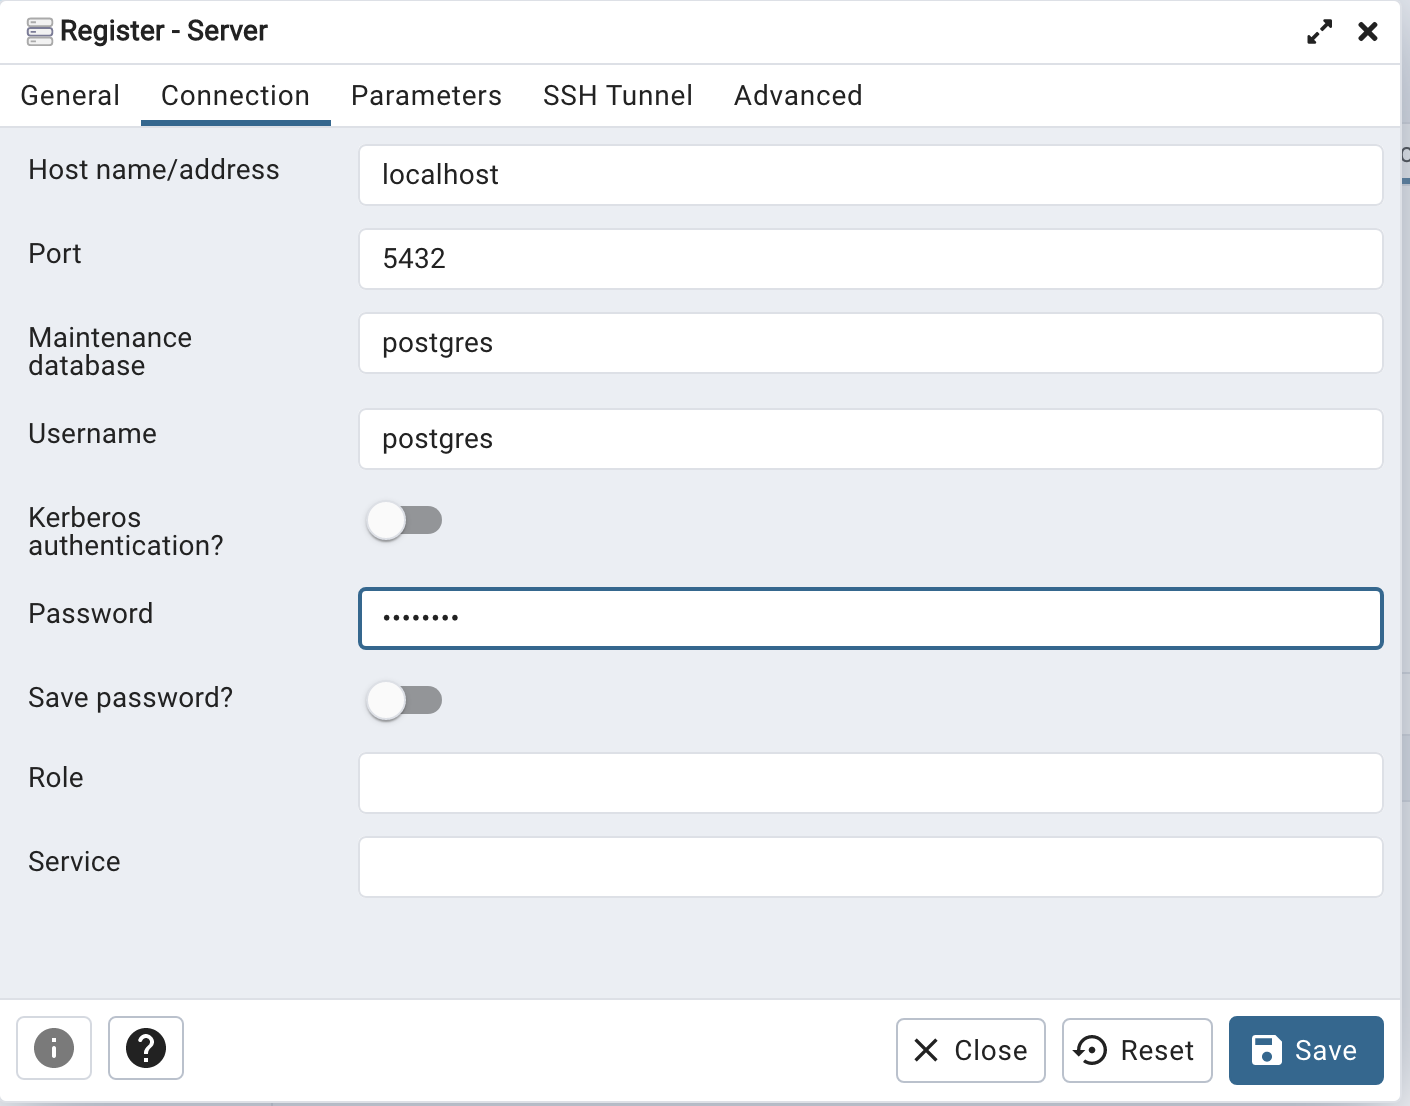 Register - Server
General Connection Parameters SSH Tunnel Advanced
Host name/address localhost
Port 5432
Maintenance
database
postgres
Username postgres
Kerberos
authentication?
Password ••••••••
Save password?
Role
Service
Close Reset Save